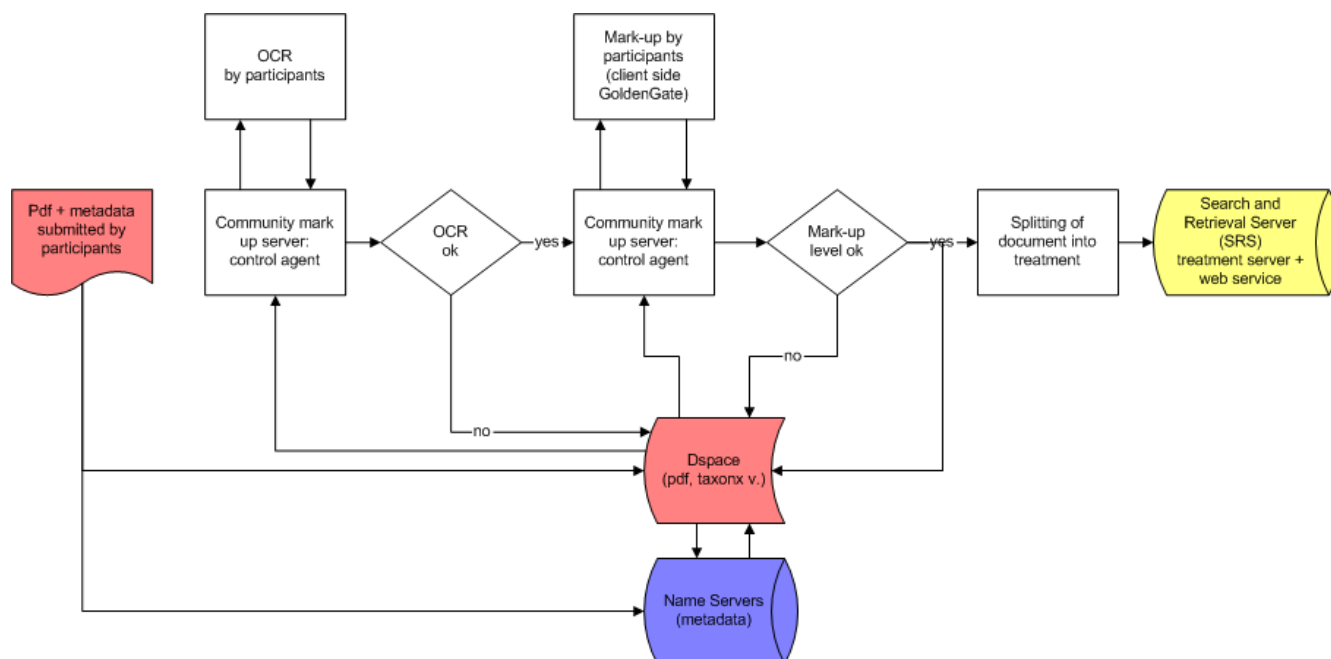 OCR
by participants
Mark-up by
participants
(client side
GoldenGate)
Pdf + metadata
submitted by
participants
Community mark
up server:
control agent
OCR
ok
yes
Community mark
up server:
control agent
Mark-up
level ok
yes
Splitting of
document into
treatment
Search and
Retrieval Server
(SRS)
treatment server +
web service
no
no
Dspace
(pdf, taxonx v.)
Name Servers
(metadata)